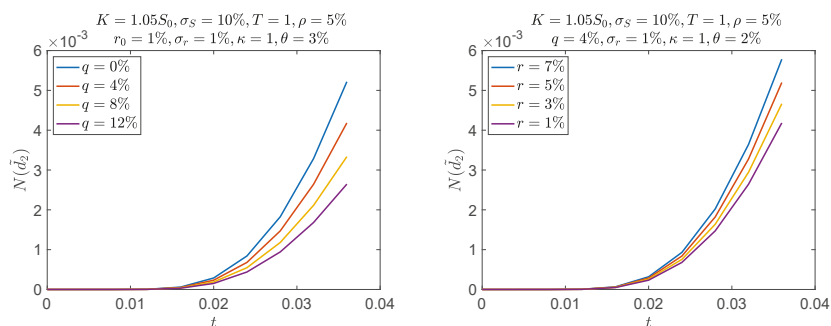 K = 1.05S₀, σ_S = 10%, T = 1, ρ = 5%
r₀ = 1%, σ_r = 1%, κ = 1, θ = 3%
×10⁻³
6
5
4
3
2
1
0
N(d̃₂)
q = 0%
q = 4%
q = 8%
q = 12%
0 0.01 0.02 0.03 0.04
t
K = 1.05S₀, σ_S = 10%, T = 1, ρ = 5%
q = 4%, σ_r = 1%, κ = 1, θ = 2%
×10⁻³
6
5
4
3
2
1
0
N(d̃₂)
r = 7%
r = 5%
r = 3%
r = 1%
0 0.01 0.02 0.03 0.04
t